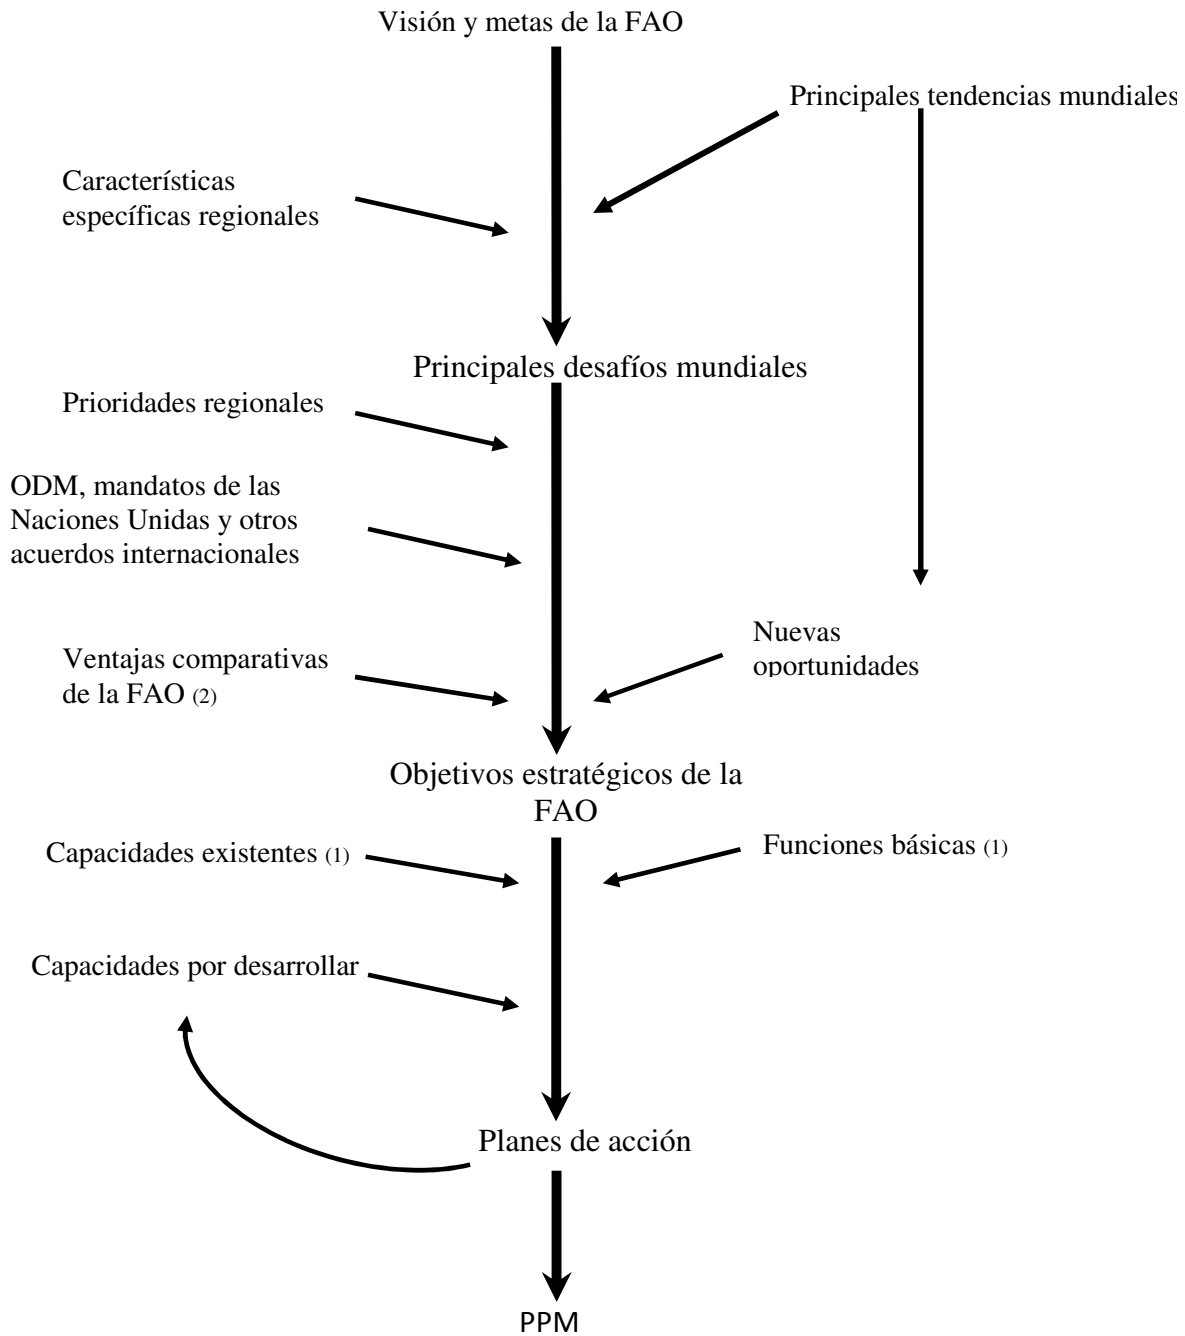 Visión y metas de la FAO
Principales tendencias mundiales
Características
específicas regionales
Principales desafíos mundiales
Prioridades regionales
ODM, mandatos de las
Naciones Unidas y otros
acuerdos internacionales
Nuevas
oportunidades
Ventajas comparativas
de la FAO (2)
Objetivos estratégicos de la
FAO
Capacidades existentes (1)
Funciones básicas (1)
Capacidades por desarrollar
Planes de acción
PPM